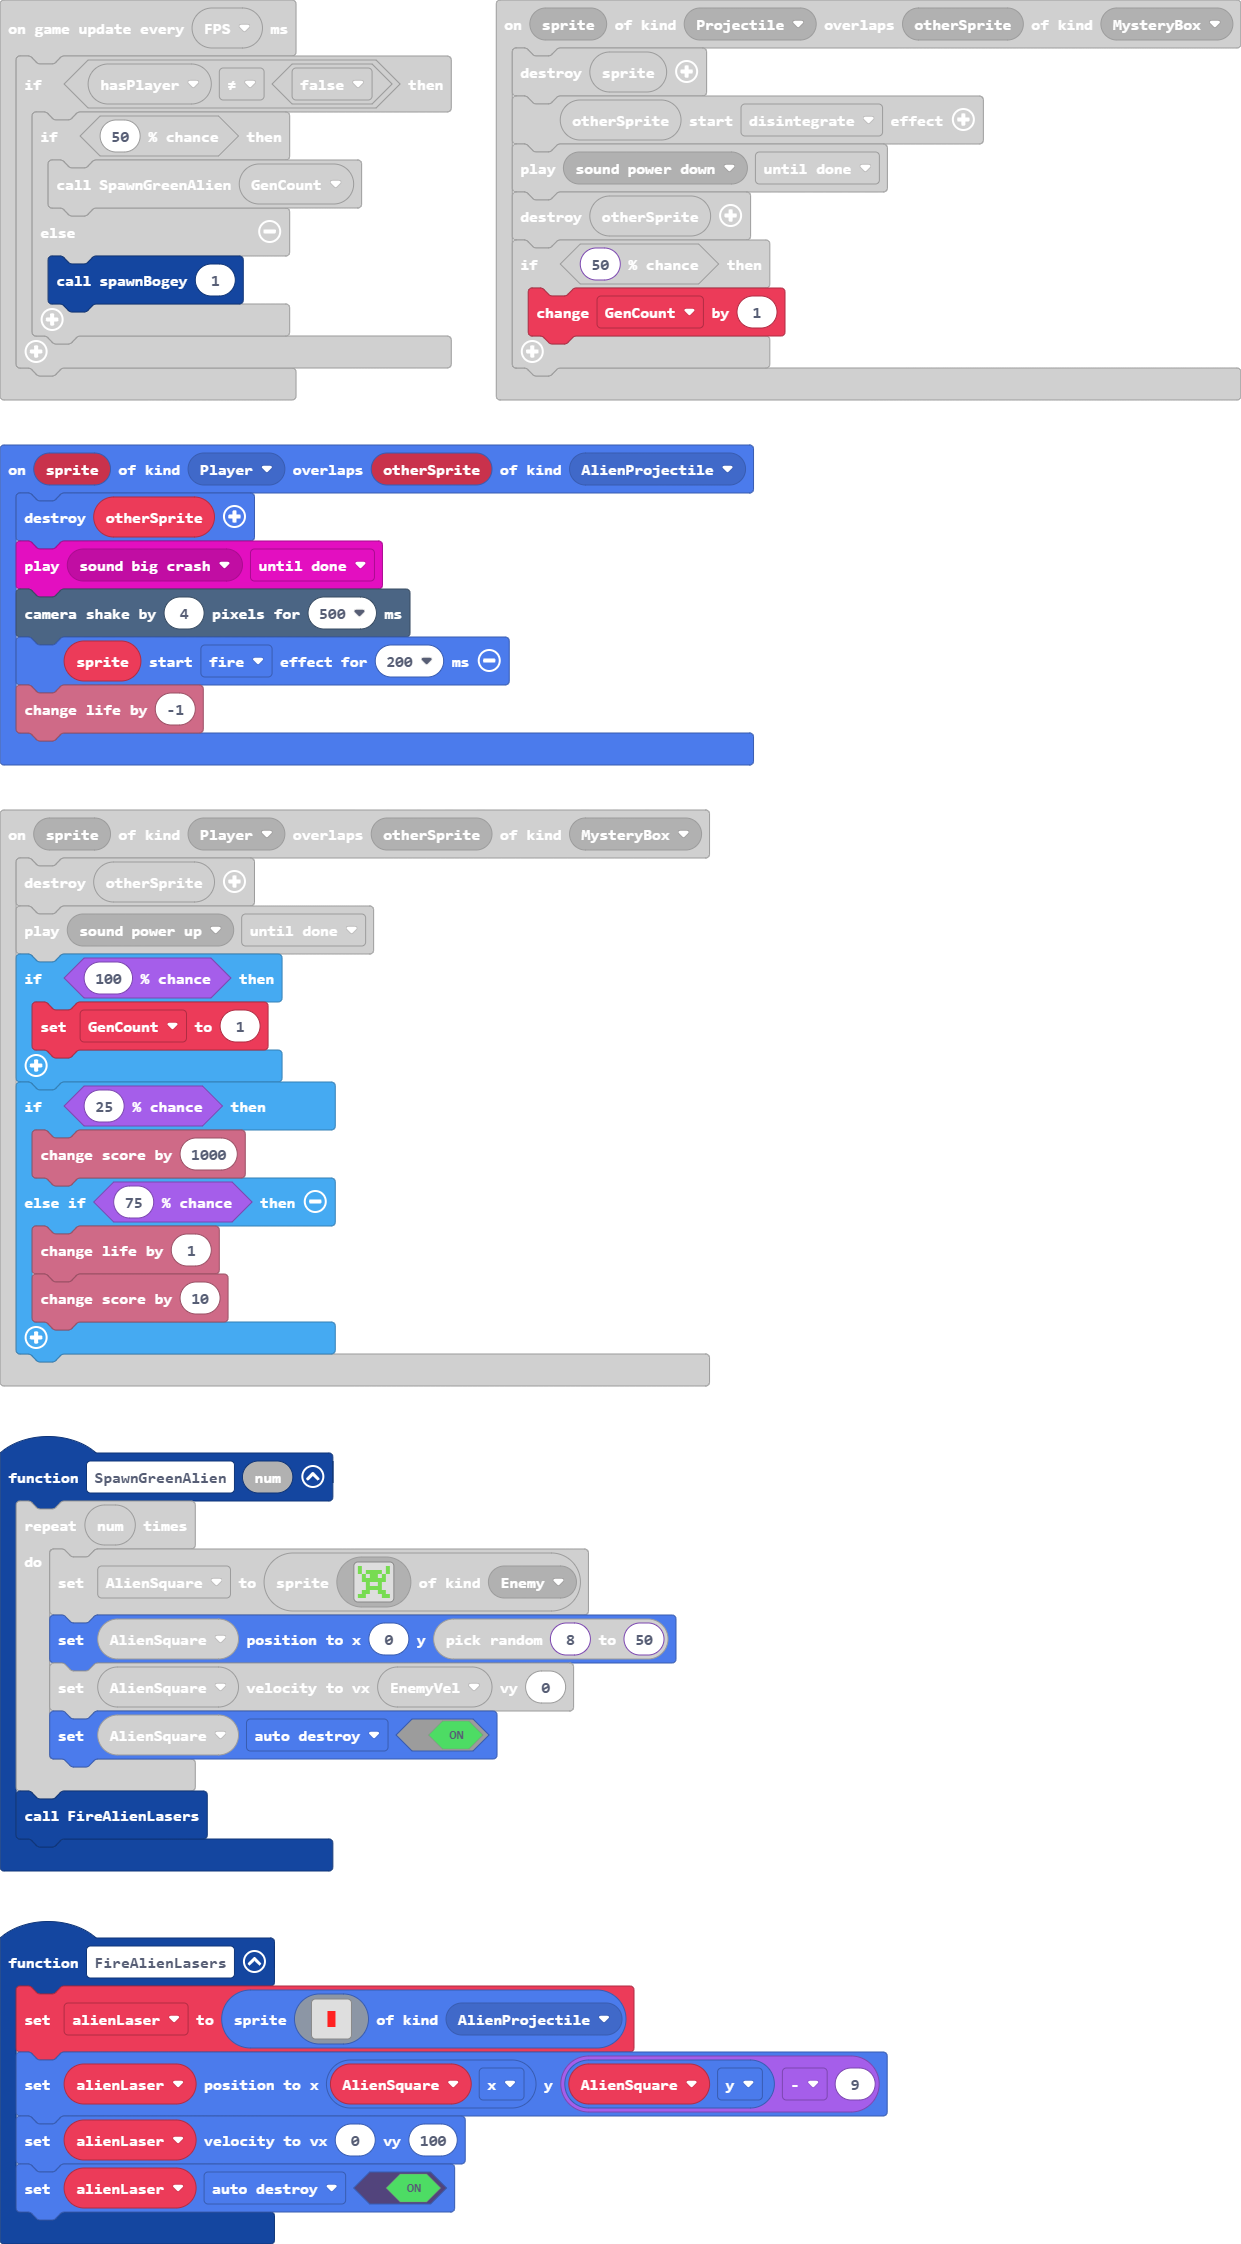 on game update every FPS ms
if hasPlayer ≠ false then
if 50 % chance then
call SpawnGreenAlien GenCount
else
call spawnBogey 1
on sprite of kind Projectile overlaps otherSprite of kind MysteryBox
destroy sprite
otherSprite start disintegrate effect
play sound power down until done
destroy otherSprite
if 50 % chance then
change GenCount by 1
on sprite of kind Player overlaps otherSprite of kind AlienProjectile
destroy otherSprite
play sound big crash until done
camera shake by 4 pixels for 500 ms
sprite start fire effect for 200 ms
change life by -1
on sprite of kind Player overlaps otherSprite of kind MysteryBox
destroy otherSprite
play sound power up until done
if 100 % chance then
set GenCount to 1
if 25 % chance then
change score by 1000
else if 75 % chance then
change life by 1
change score by 10
function SpawnGreenAlien num
repeat num times
do
set AlienSquare to sprite of kind Enemy
set AlienSquare position to x 0 y pick random 8 to 50
set AlienSquare velocity to vx EnemyVel vy 0
set AlienSquare auto destroy ON
call FireAlienLasers
function FireAlienLasers
set alienLaser to sprite of kind AlienProjectile
set alienLaser position to x AlienSquare x y AlienSquare y - 9
set alienLaser velocity to vx 0 vy 100
set alienLaser auto destroy ON